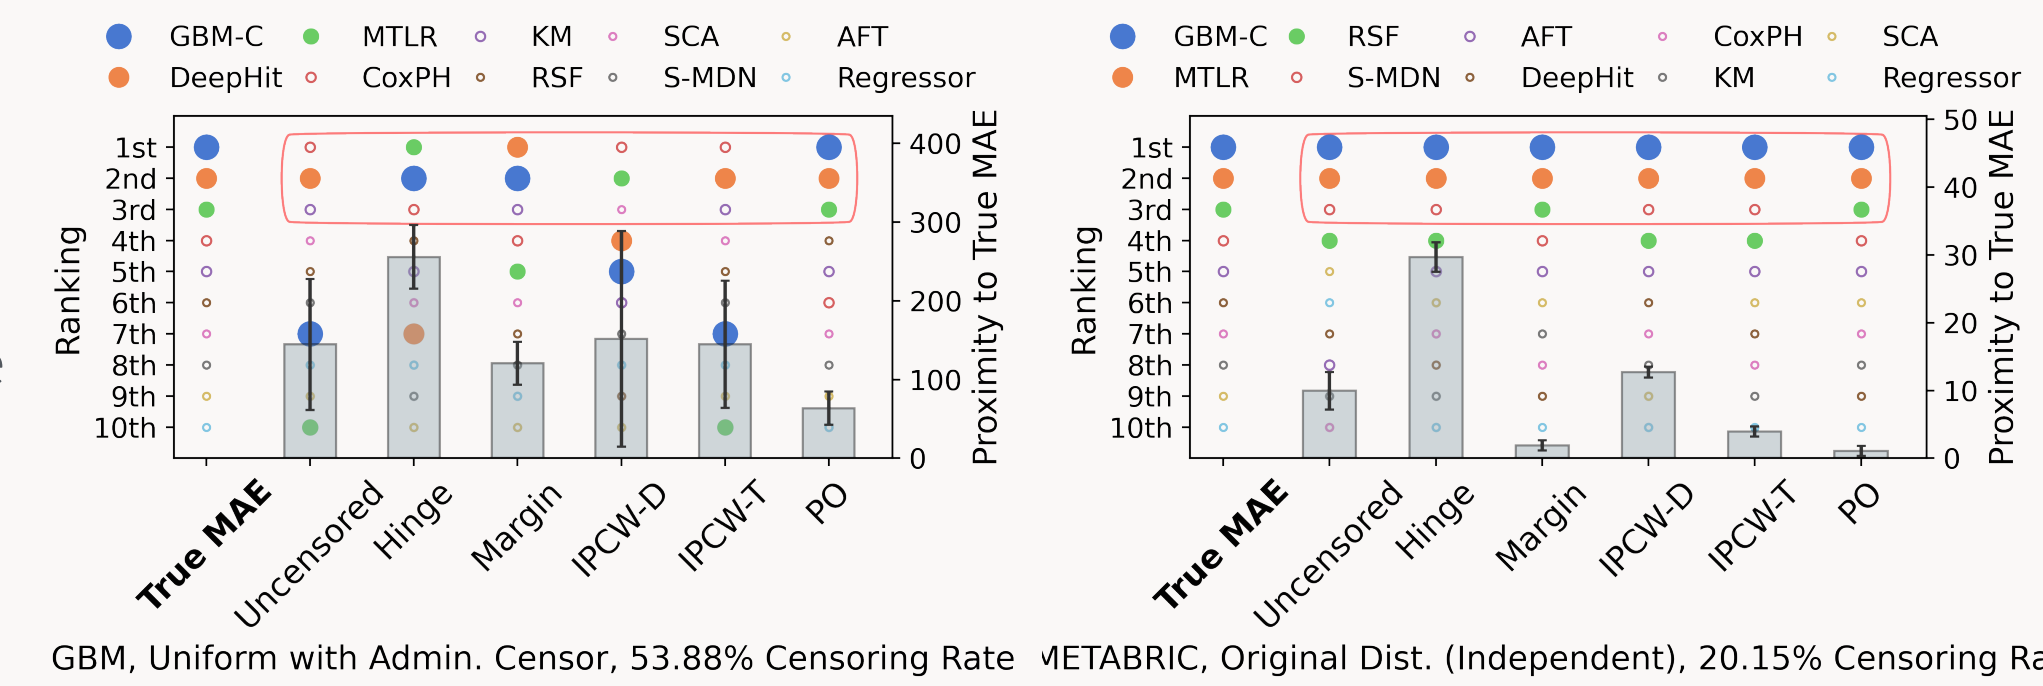 GBM-C MTLR KM SCA AFT
DeepHit CoxPH RSF S-MDN Regressor
Ranking
1st
2nd
3rd
4th
5th
6th
7th
8th
9th
10th
400
300
200
100
0
Proximity to True MAE
True MAE
Uncensored
Hinge
Margin
IPCW-D
IPCW-T
PO
GBM, Uniform with Admin. Censor, 53.88% Censoring Rate
GBM-C RSF AFT CoxPH SCA
MTLR S-MDN DeepHit KM Regressor
Ranking
1st
2nd
3rd
4th
5th
6th
7th
8th
9th
10th
50
40
30
20
10
0
Proximity to True MAE
True MAE
Uncensored
Hinge
Margin
IPCW-D
IPCW-T
PO
METABRIC, Original Dist. (Independent), 20.15% Censoring Ra